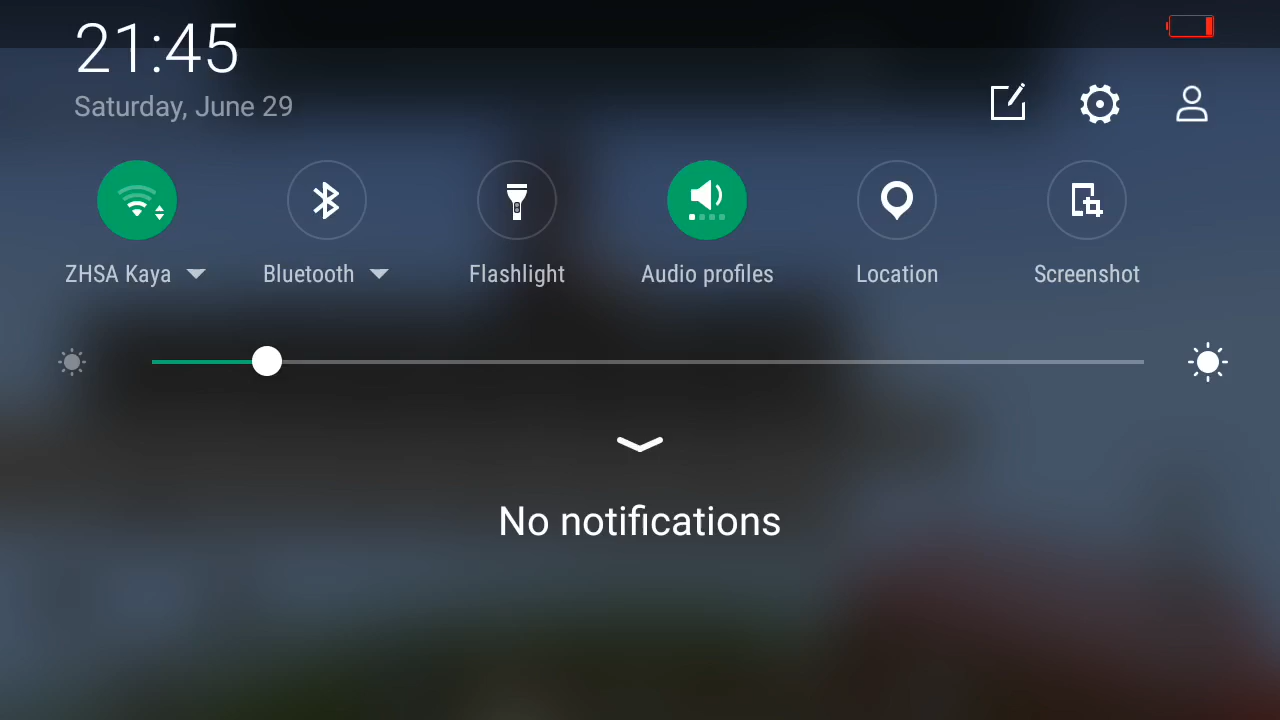 21:45
Saturday, June 29
ZHSA Kaya
Bluetooth
Flashlight
Audio profiles
Location
Screenshot
No notifications